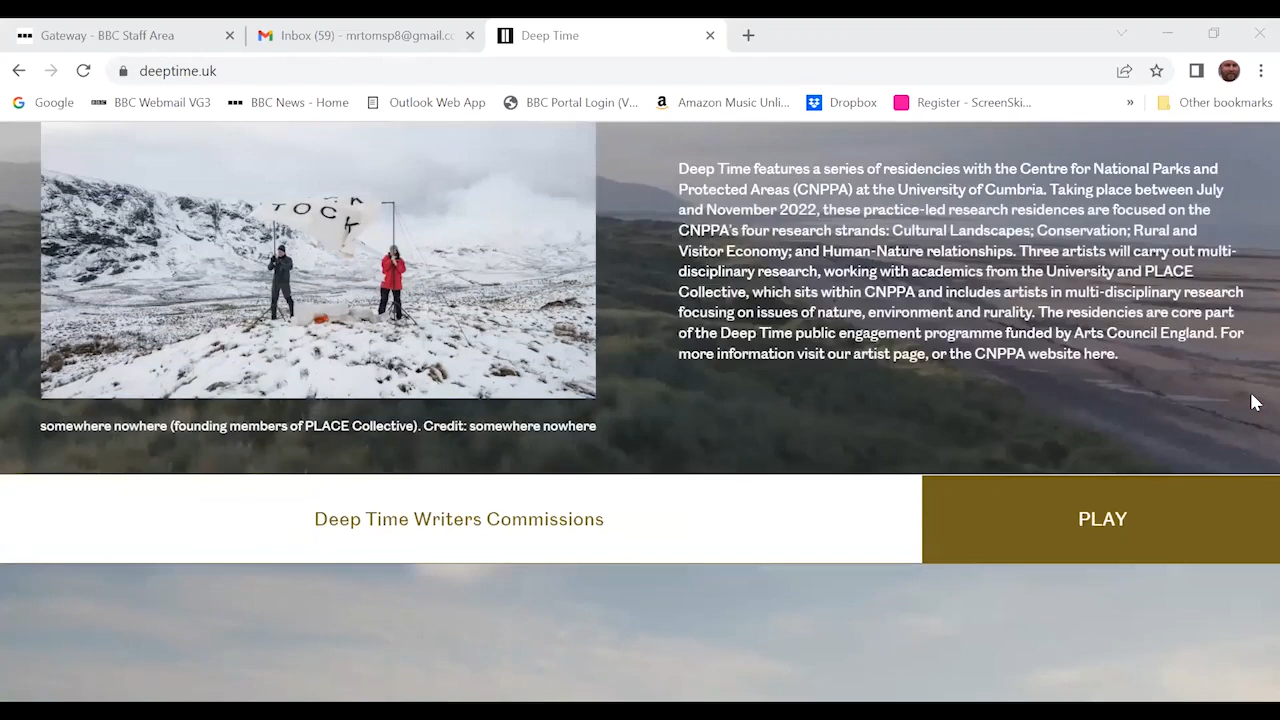 Gateway - BBC Staff Area
Inbox (59) - mrtomsp8@gmail.cc
Deep Time
deeptime.uk
Google
BBC Webmail VG3
BBC News - Home
Outlook Web App
BBC Portal Login (V...
Amazon Music Unli...
Dropbox
Register - ScreenSki...
»
Other bookmarks
TOCK
Deep Time features a series of residencies with the Centre for National Parks and
Protected Areas (CNPPA) at the University of Cumbria. Taking place between July
and November 2022, these practice-led research residences are focused on the
CNPPA's four research strands: Cultural Landscapes; Conservation; Rural and
Visitor Economy; and Human-Nature relationships. Three artists will carry out multi-
disciplinary research, working with academics from the University and PLACE
Collective, which sits within CNPPA and includes artists in multi-disciplinary research
focusing on issues of nature, environment and rurality. The residencies are core part
of the Deep Time public engagement programme funded by Arts Council England. For
more information visit our artist page, or the CNPPA website here.
somewhere nowhere (founding members of PLACE Collective). Credit: somewhere nowhere
Deep Time Writers Commissions
PLAY